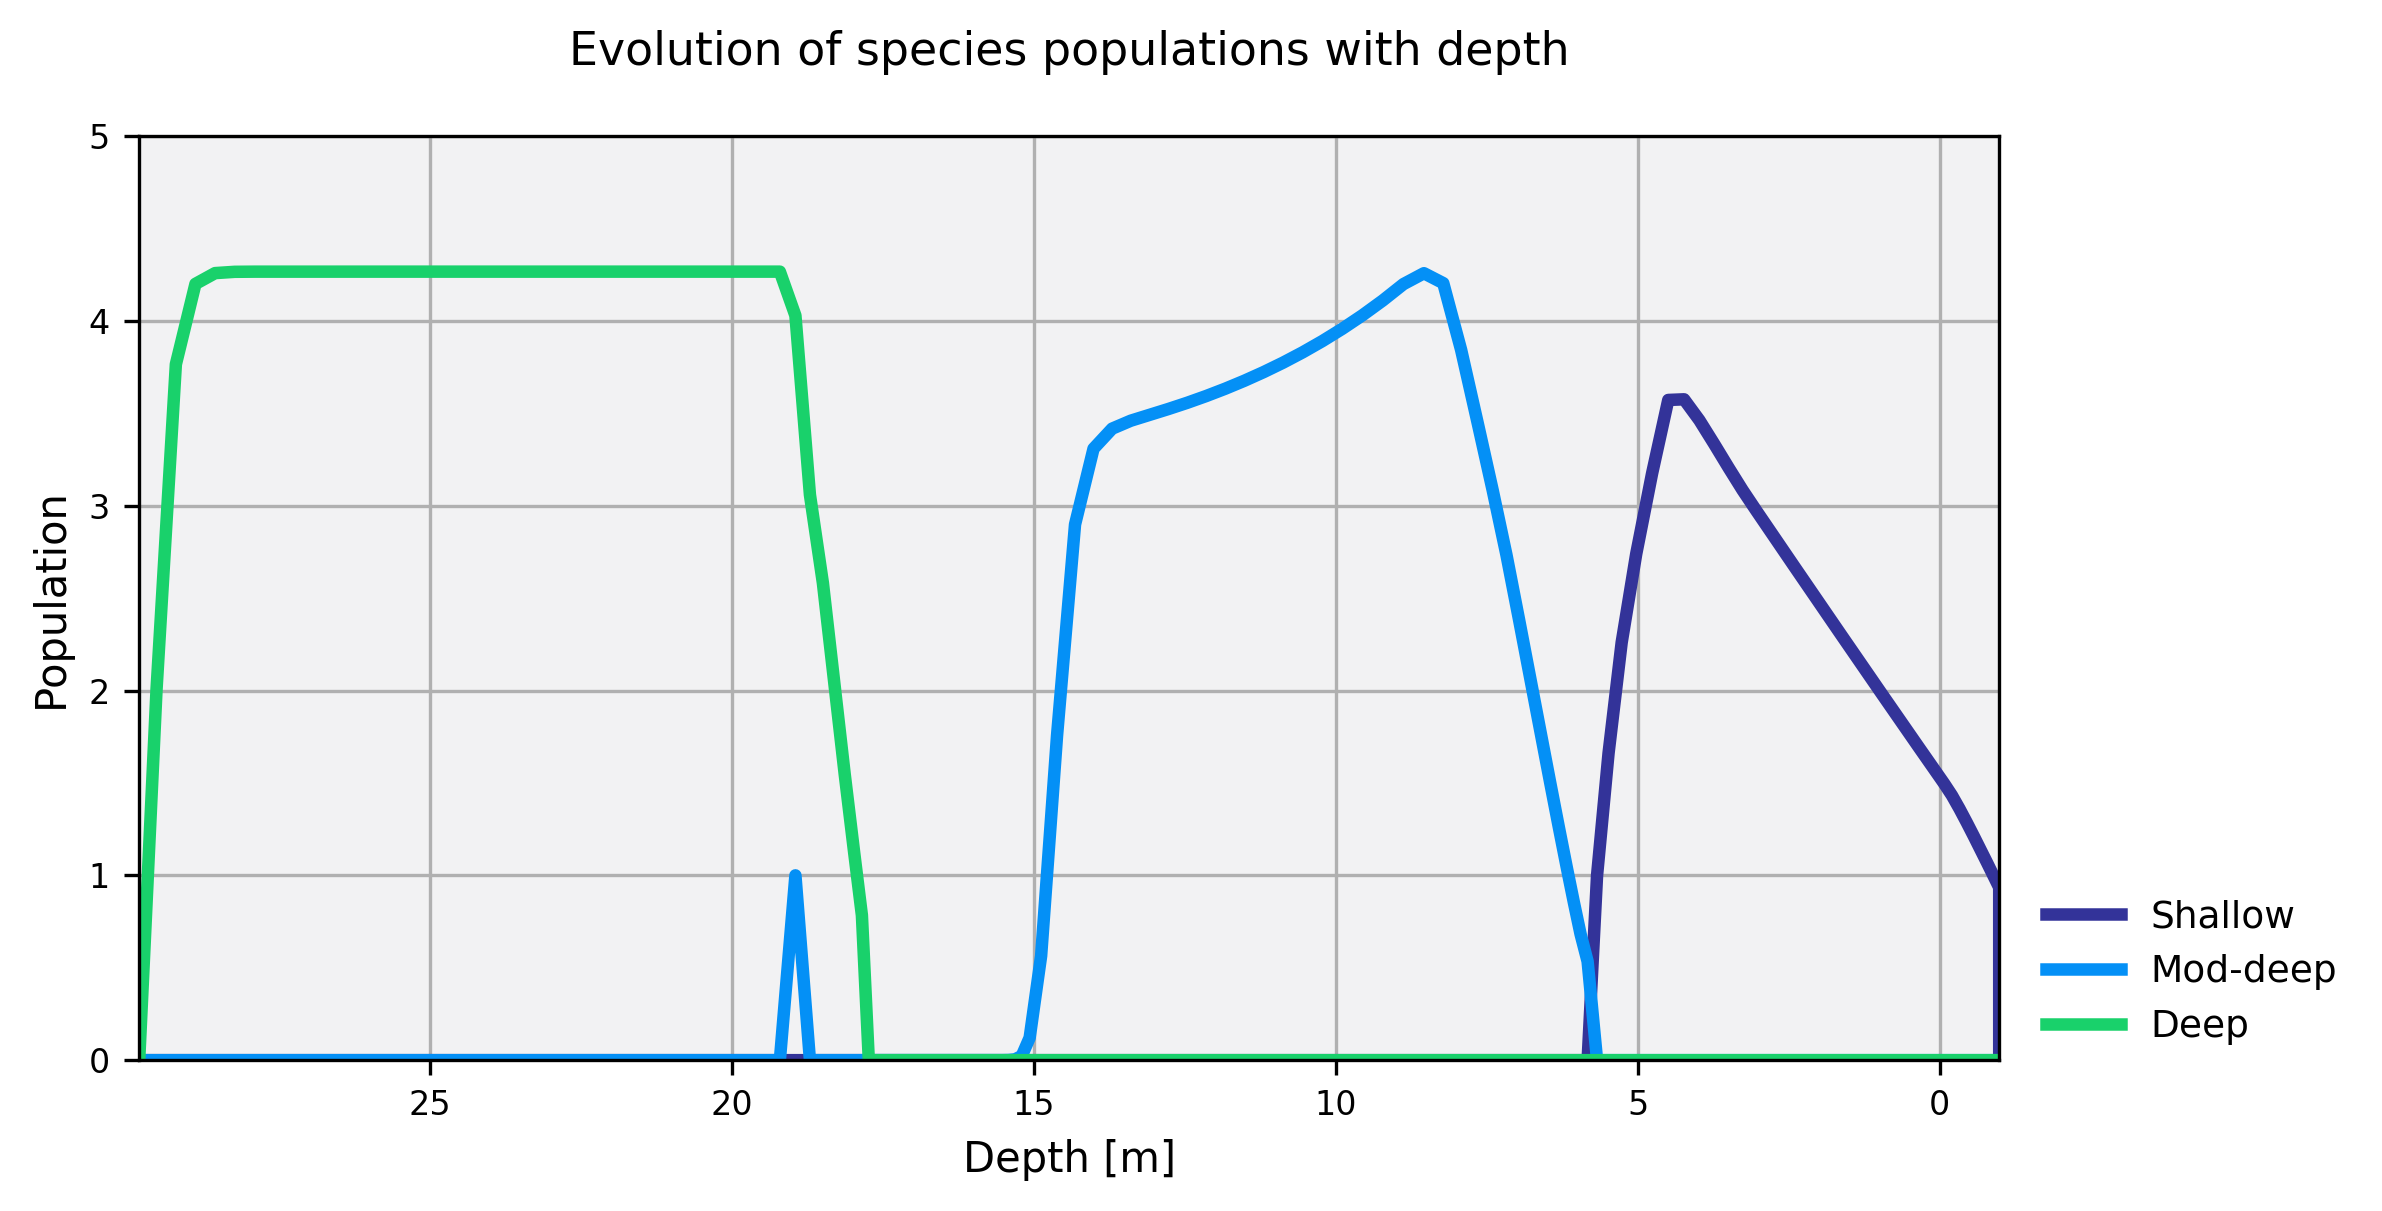 Evolution of species populations with depth
5
4
3
2
1
0
Population
25 20 15 10 5 0
Depth [m]
Shallow
Mod-deep
Deep